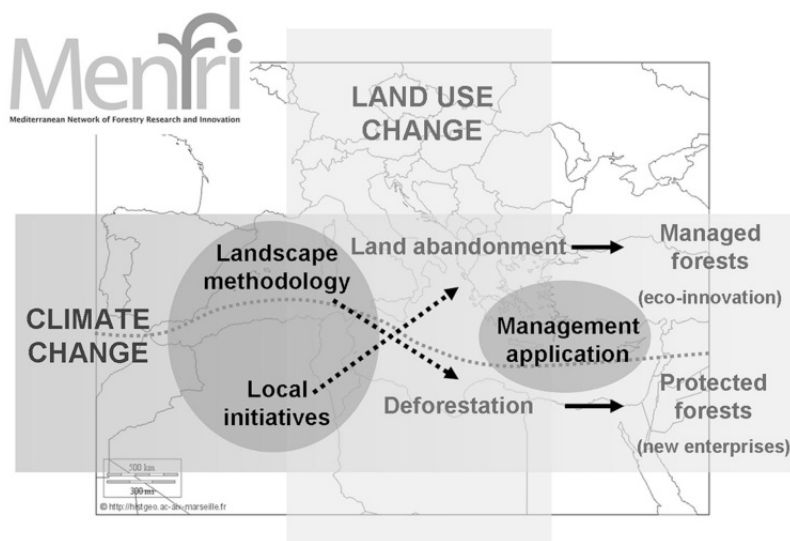 Menfri
Mediterranean Network of Forestry Research and Innovation
LAND USE
CHANGE
Landscape
methodology
Land abandonment
Managed
forests
(eco-innovation)
CLIMATE
CHANGE
Management
application
Local
initiatives
Deforestation
Protected
forests
(new enterprises)
500 km
300 mi
© http://histgeo.ac-aix-marseille.fr